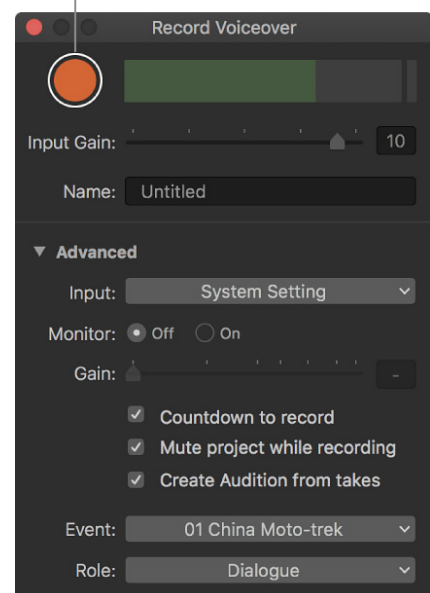 Record Voiceover
Input Gain: 10
Name: Untitled
Advanced
Input: System Setting
Monitor: Off On
Gain: -
Countdown to record
Mute project while recording
Create Audition from takes
Event: 01 China Moto-trek
Role: Dialogue